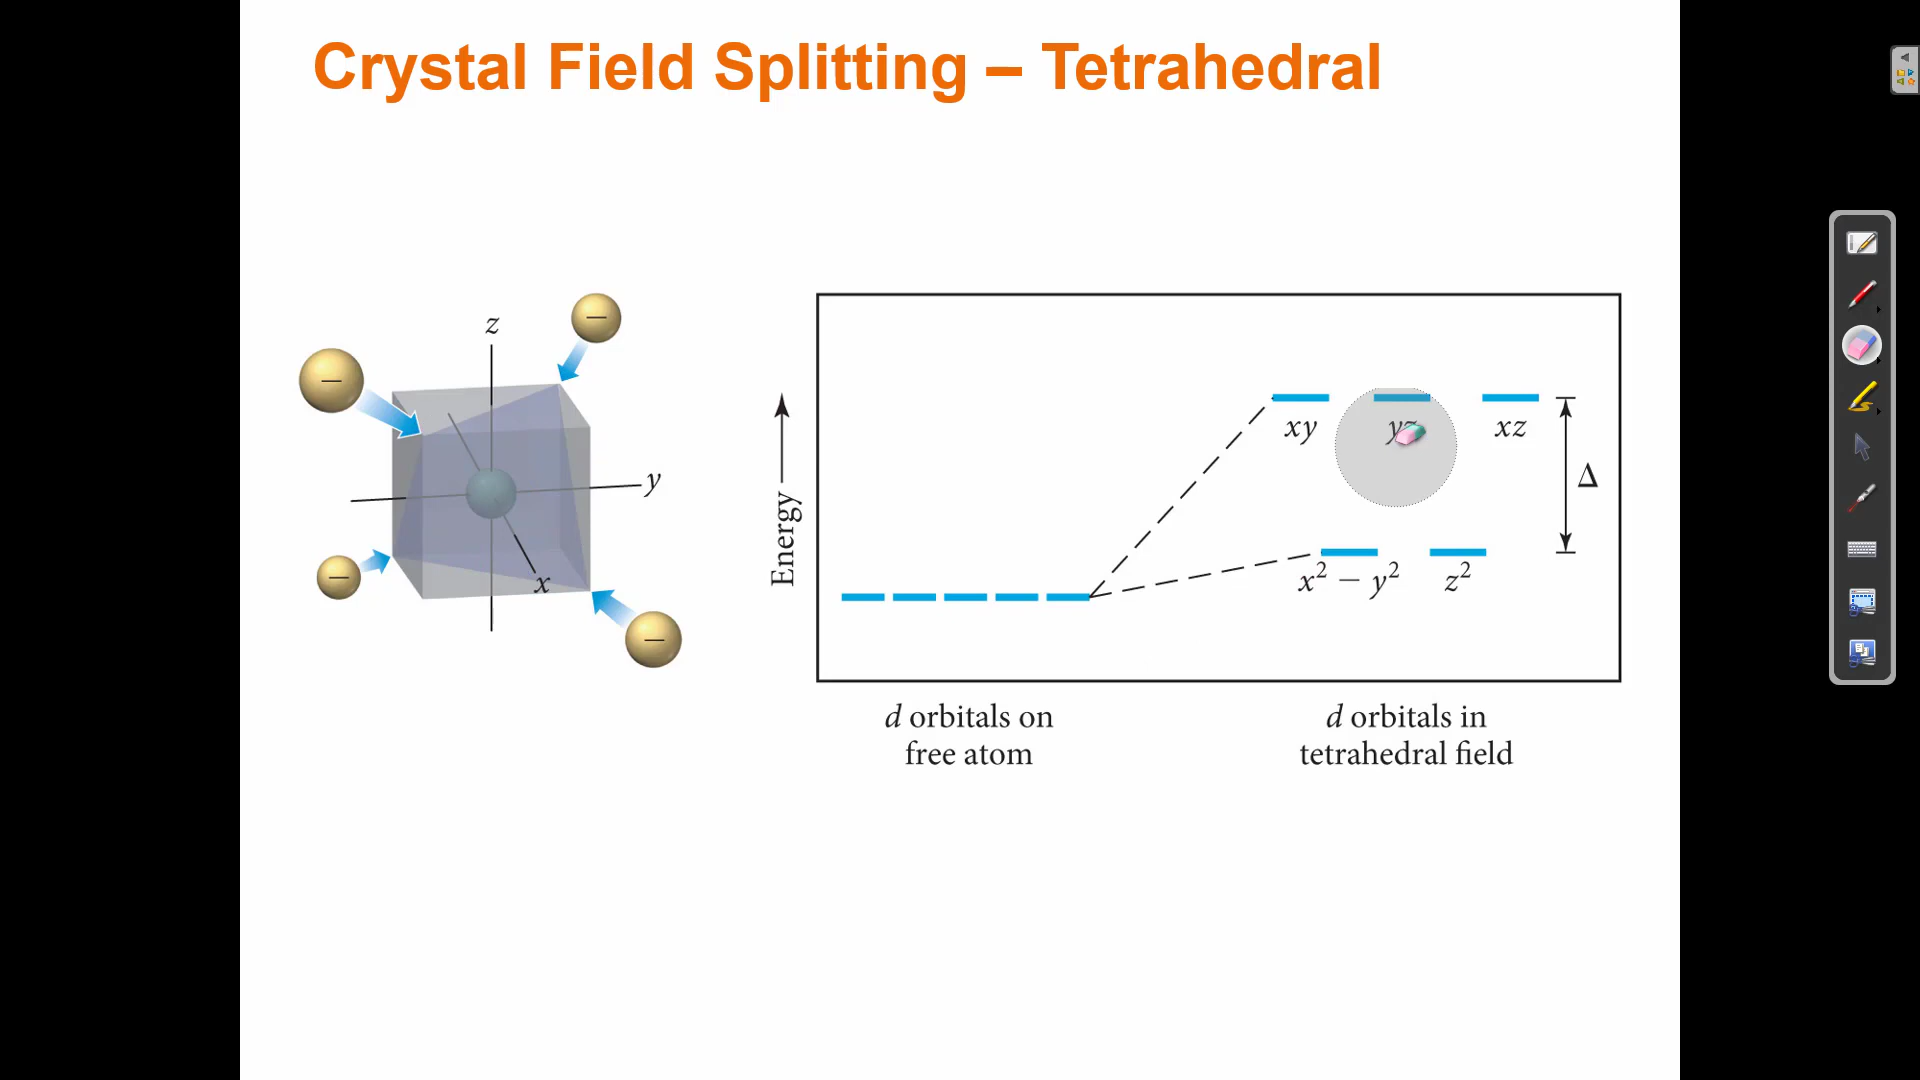 Crystal Field Splitting – Tetrahedral
z
y
x
−
−
−
−
Energy
xy
yz
xz
Δ
x² − y²
z²
d orbitals on
free atom
d orbitals in
tetrahedral field